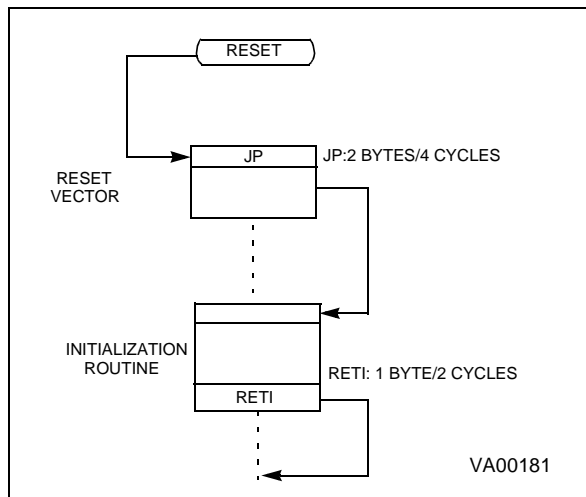 RESET
JP
JP:2 BYTES/4 CYCLES
RESET
VECTOR
INITIALIZATION
ROUTINE
RETI: 1 BYTE/2 CYCLES
RETI
VA00181